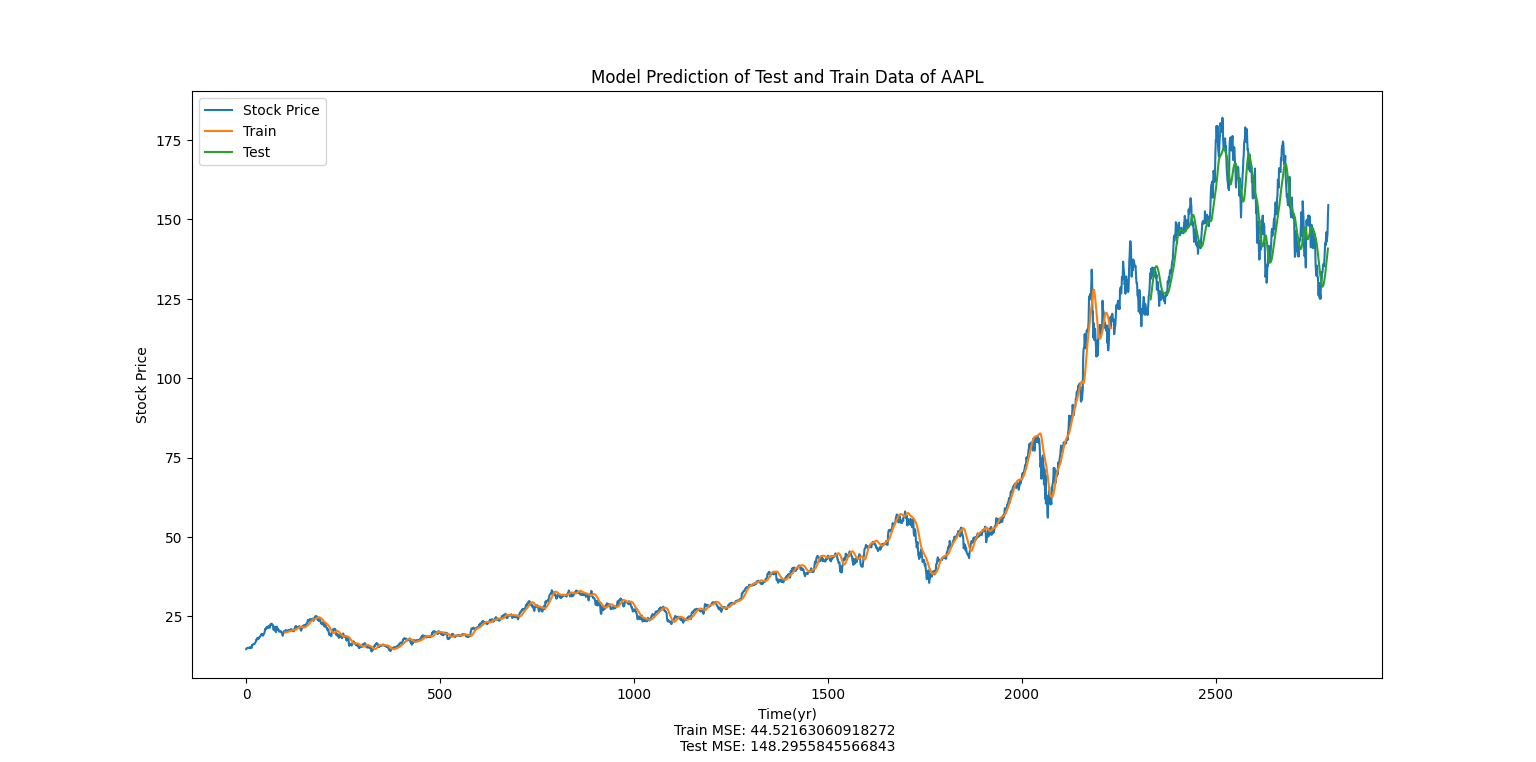 Model Prediction of Test and Train Data of AAPL
Stock Price
Train
Test
175
150
125
100
75
50
25
Stock Price
0 500 1000 1500 2000 2500
Time(yr)
Train MSE: 44.52163060918272
Test MSE: 148.2955845566843